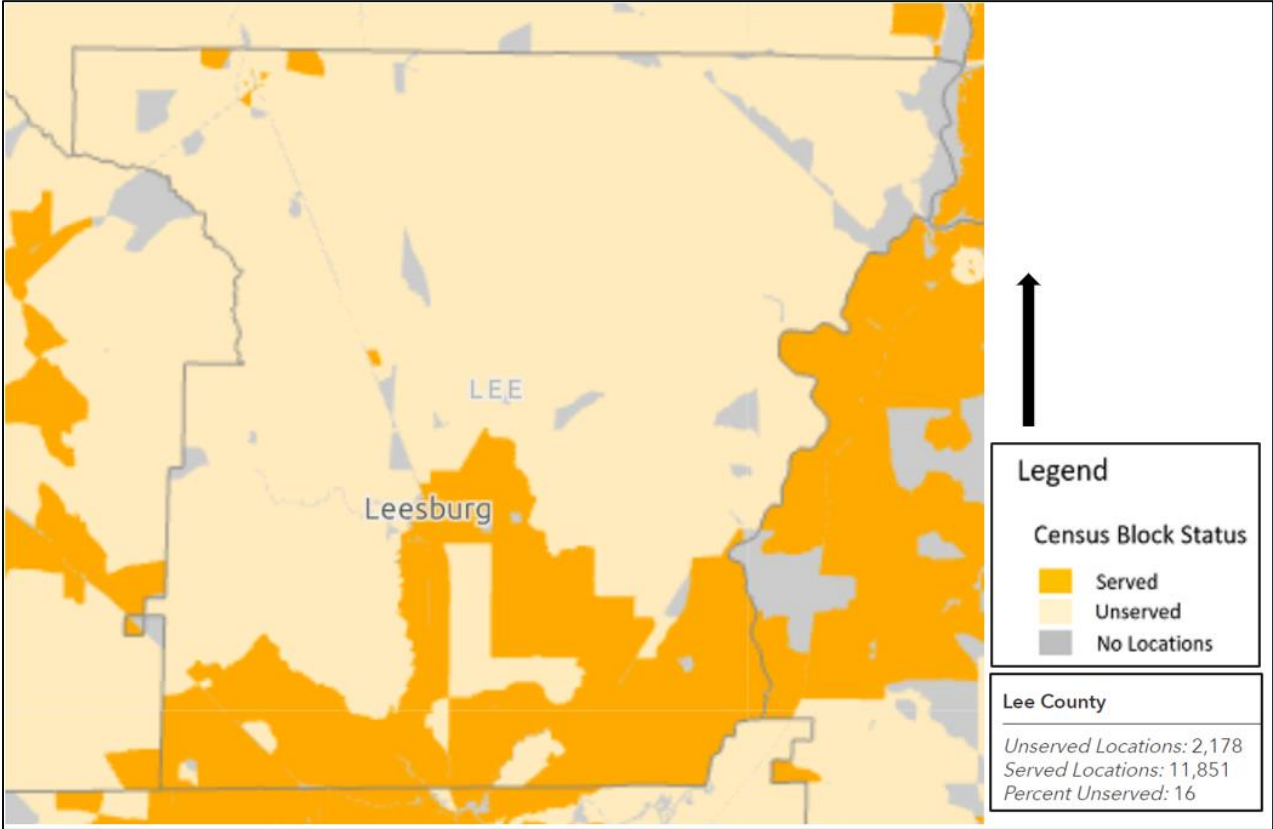 LEE
Leesburg
Legend
Census Block Status
Served
Unserved
No Locations
Lee County
Unserved Locations: 2,178
Served Locations: 11,851
Percent Unserved: 16